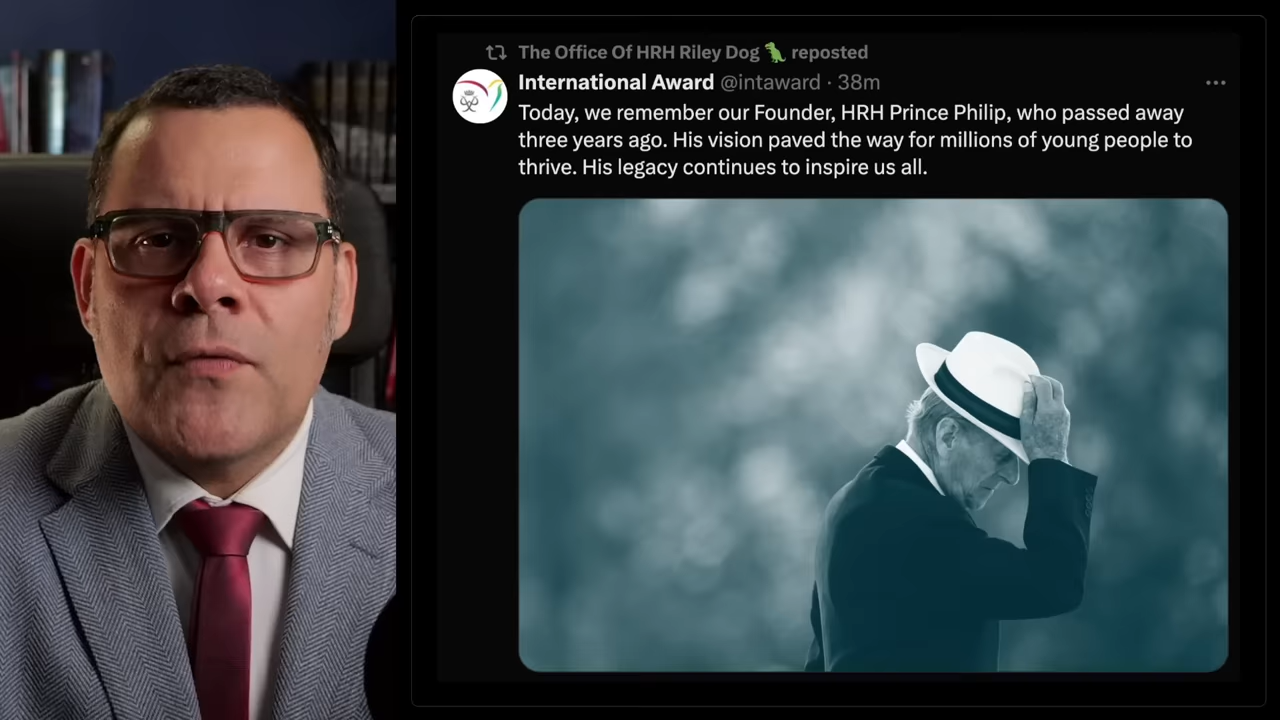 The Office Of HRH Riley Dog 🦖 reposted
International Award @intaward · 38m
Today, we remember our Founder, HRH Prince Philip, who passed away
three years ago. His vision paved the way for millions of young people to
thrive. His legacy continues to inspire us all.